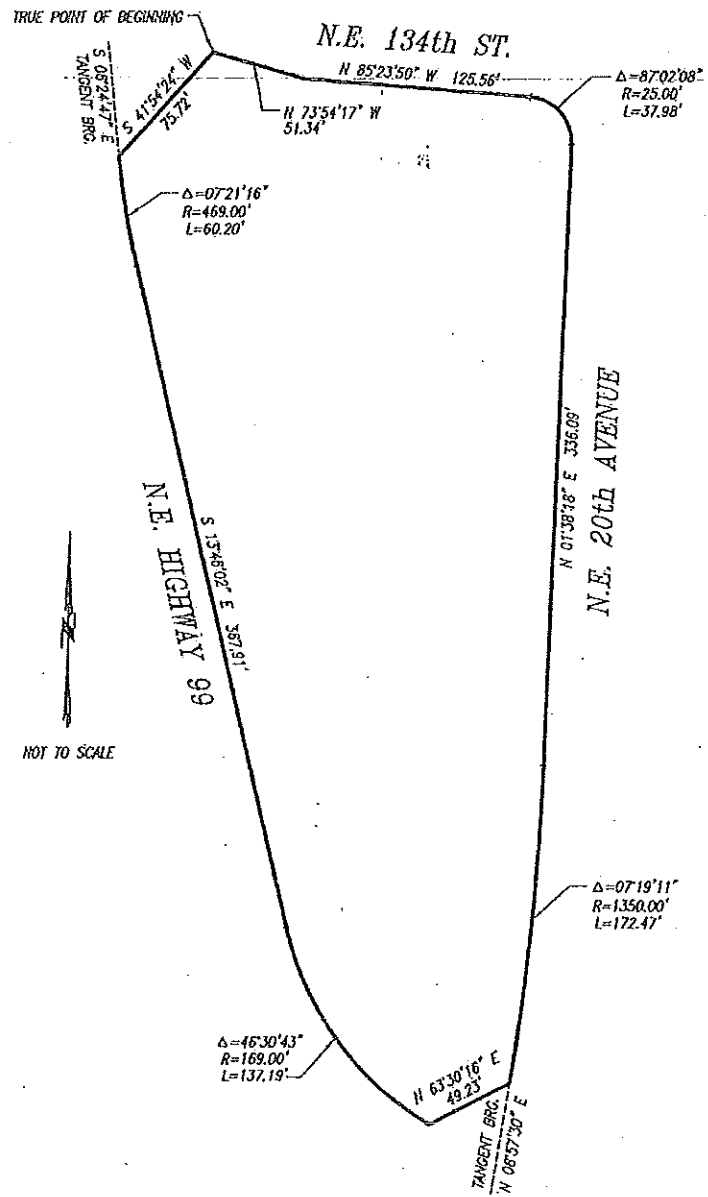 TRUE POINT OF BEGINNING
N.E. 134th ST.
S 08°24'47" E
TANGENT BRG.
S 41°54'24" W
75.72'
N 73°54'17" W
51.34'
N 85°23'50" W 125.56'
Δ=87°02'08"
R=25.00'
L=37.98'
Δ=07°21'16"
R=469.00'
L=60.20'
N 01°38'18" E 336.09'
N.E. 20th AVENUE
S 15°46'02" E 367.91'
N.E. HIGHWAY 99
N
NOT TO SCALE
Δ=07°19'11"
R=1350.00'
L=172.47'
Δ=46°30'43"
R=169.00'
L=137.19'
N 63°30'16" E
49.23'
TANGENT BRG.
N 08°57'30" E